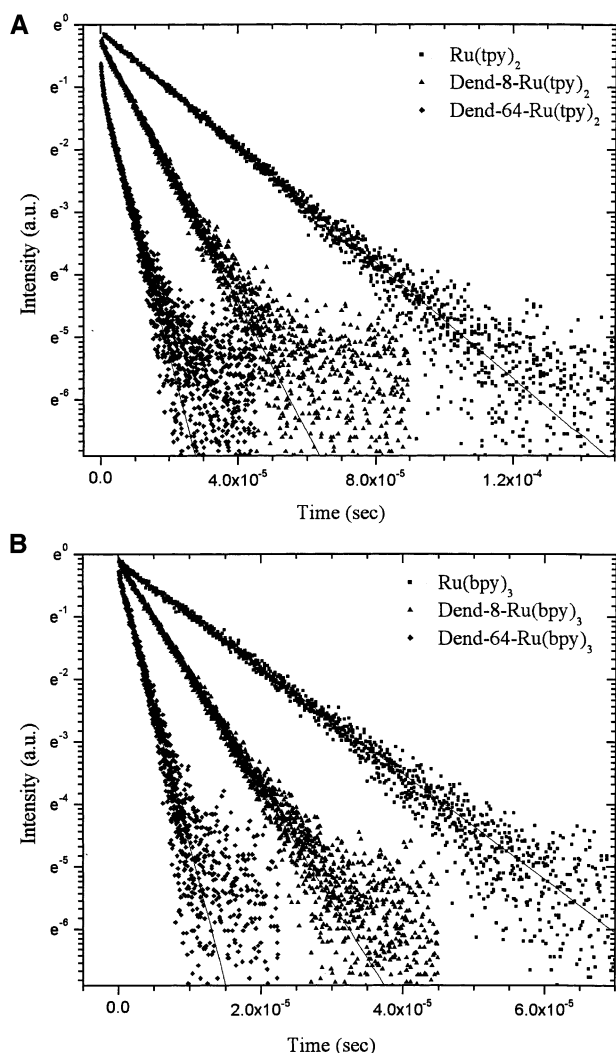 A
e⁰
e⁻¹
e⁻²
e⁻³
e⁻⁴
e⁻⁵
e⁻⁶
Intensity (a.u.)
Ru(tpy)₂
Dend-8-Ru(tpy)₂
Dend-64-Ru(tpy)₂
0.0 4.0x10⁻⁵ 8.0x10⁻⁵ 1.2x10⁻⁴
Time (sec)
B
e⁰
e⁻¹
e⁻²
e⁻³
e⁻⁴
e⁻⁵
e⁻⁶
Intensity (a.u.)
Ru(bpy)₃
Dend-8-Ru(bpy)₃
Dend-64-Ru(bpy)₃
0.0 2.0x10⁻⁵ 4.0x10⁻⁵ 6.0x10⁻⁵
Time (sec)